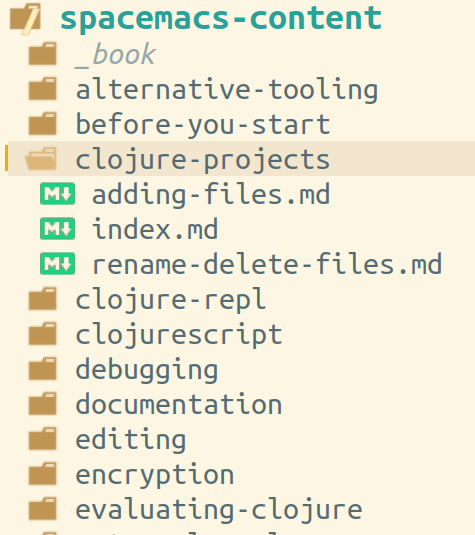 spacemacs-content
_book
alternative-tooling
before-you-start
clojure-projects
M↓ adding-files.md
M↓ index.md
M↓ rename-delete-files.md
clojure-repl
clojurescript
debugging
documentation
editing
encryption
evaluating-clojure